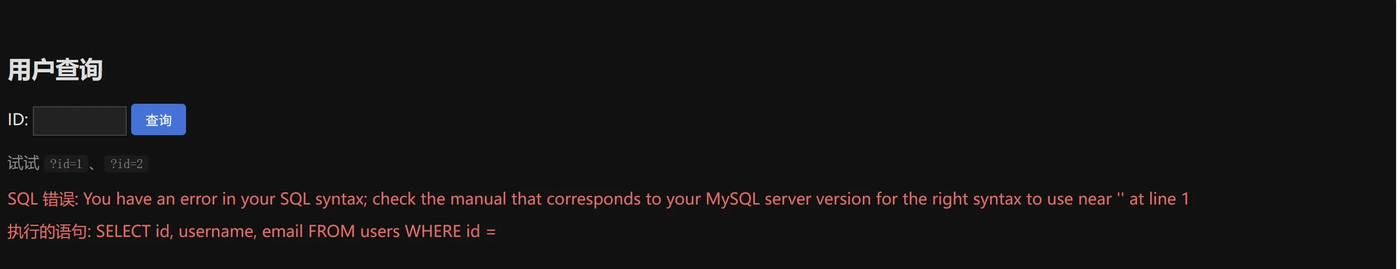 用户查询
ID: 查询
试试 ?id=1、?id=2
SQL 错误: You have an error in your SQL syntax; check the manual that corresponds to your MySQL server version for the right syntax to use near '' at line 1
执行的语句: SELECT id, username, email FROM users WHERE id =